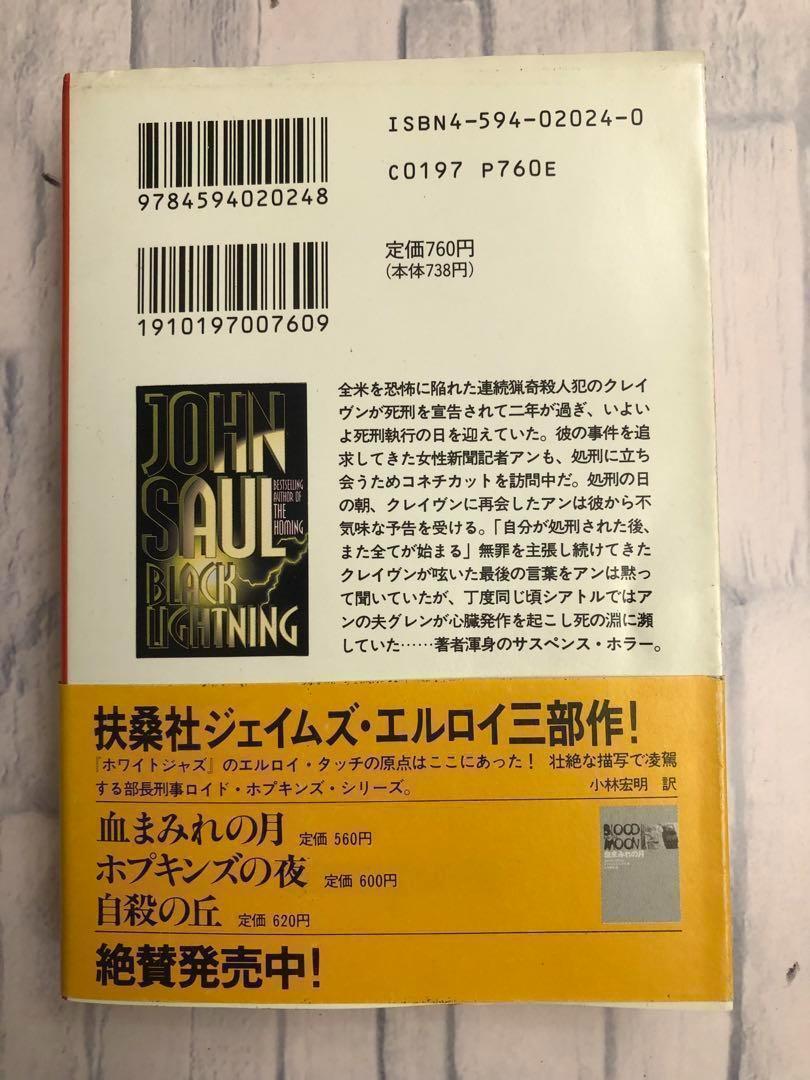 ISBN4-594-02024-0
C0197 P760E
9784594020248
定価760円
(本体738円)
1910197007609
JOHN
SAUL
BESTSELLING
AUTHOR OF
THE
HOMING
BLACK
LIGHTNING
全米を恐怖に陥れた連続猟奇殺人犯のクレイ
ヴンが死刑を宣告されて二年が過ぎ、いよい
よ死刑執行の日を迎えていた。彼の事件を追
求してきた女性新聞記者アンも、処刑に立ち
会うためコネチカットを訪問中だ。処刑の日
の朝、クレイヴンに再会したアンは彼から不
気味な予告を受ける。「自分が処刑された後、
また全てが始まる」無罪を主張し続けてきた
クレイヴンが呟いた最後の言葉をアンは黙っ
て聞いていたが、丁度同じ頃シアトルではア
ンの夫グレンが心臓発作を起こし死の淵に瀕
していた……著者渾身のサスペンス・ホラー。
扶桑社ジェイムズ・エルロイ三部作!
『ホワイトジャズ』のエルロイ・タッチの原点はここにあった! 壮絶な描写で凌駕
する部長刑事ロイド・ホプキンズ・シリーズ。 小林宏明 訳
血まみれの月 定価 560円
ホプキンズの夜 定価 600円
自殺の丘 定価 620円
BLOOD
MOON
血まみれの月
絶賛発売中!